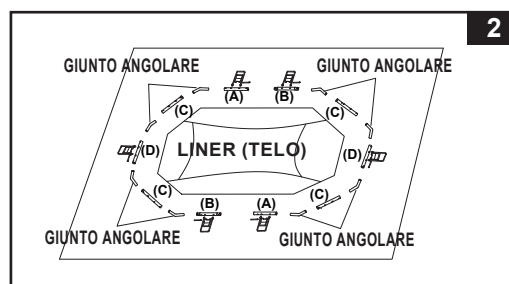 2
GIUNTO ANGOLARE GIUNTO ANGOLARE
(A) (B)
(C) (C)
(D) LINER (TELO) (D)
(C) (C)
(B) (A)
GIUNTO ANGOLARE GIUNTO ANGOLARE